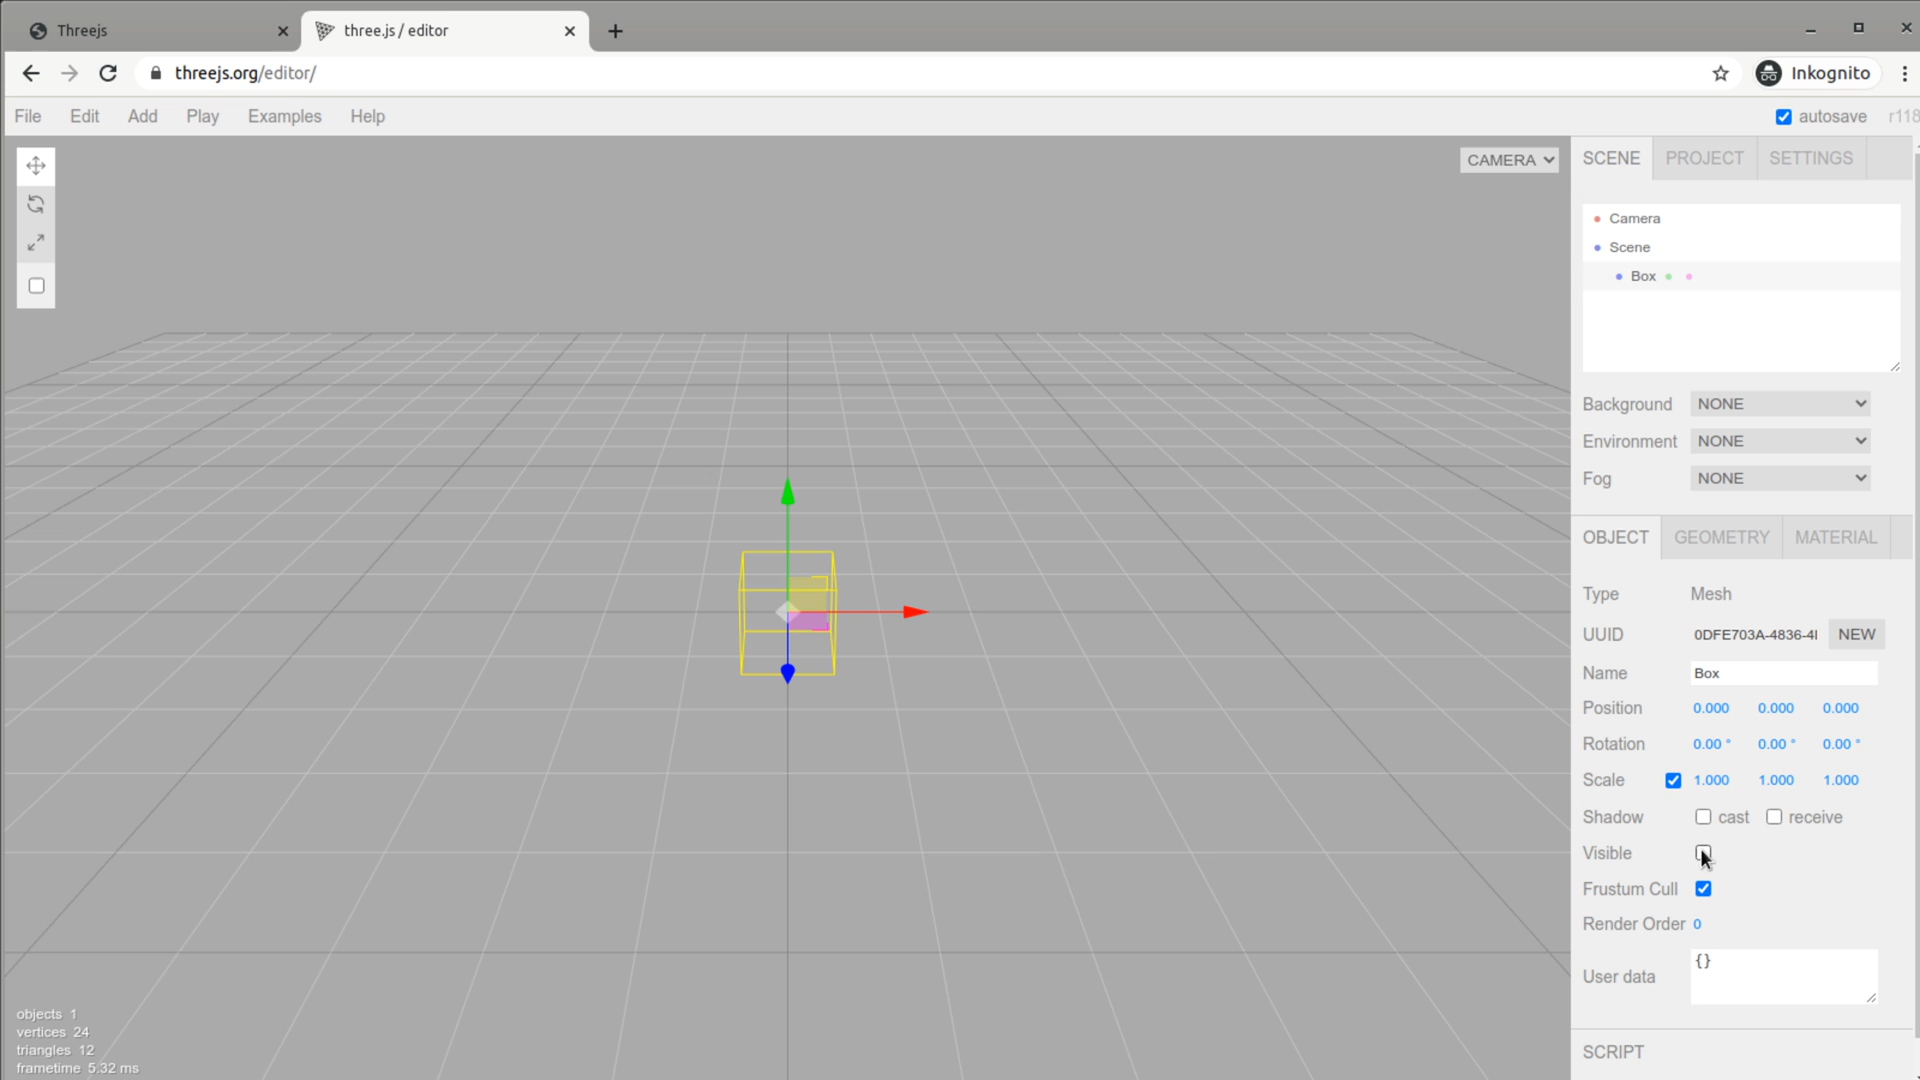 Threejs
three.js / editor
threejs.org/editor/
Inkognito
File Edit Add Play Examples Help
autosave r118
CAMERA
SCENE PROJECT SETTINGS
Camera
Scene
Box
Background NONE
Environment NONE
Fog NONE
OBJECT GEOMETRY MATERIAL
Type Mesh
UUID 0DFE703A-4836-4 NEW
Name Box
Position 0.000 0.000 0.000
Rotation 0.00 ° 0.00 ° 0.00 °
Scale 1.000 1.000 1.000
Shadow cast receive
Visible
Frustum Cull
Render Order 0
User data {}
SCRIPT
objects 1
vertices 24
triangles 12
frametime 5.32 ms